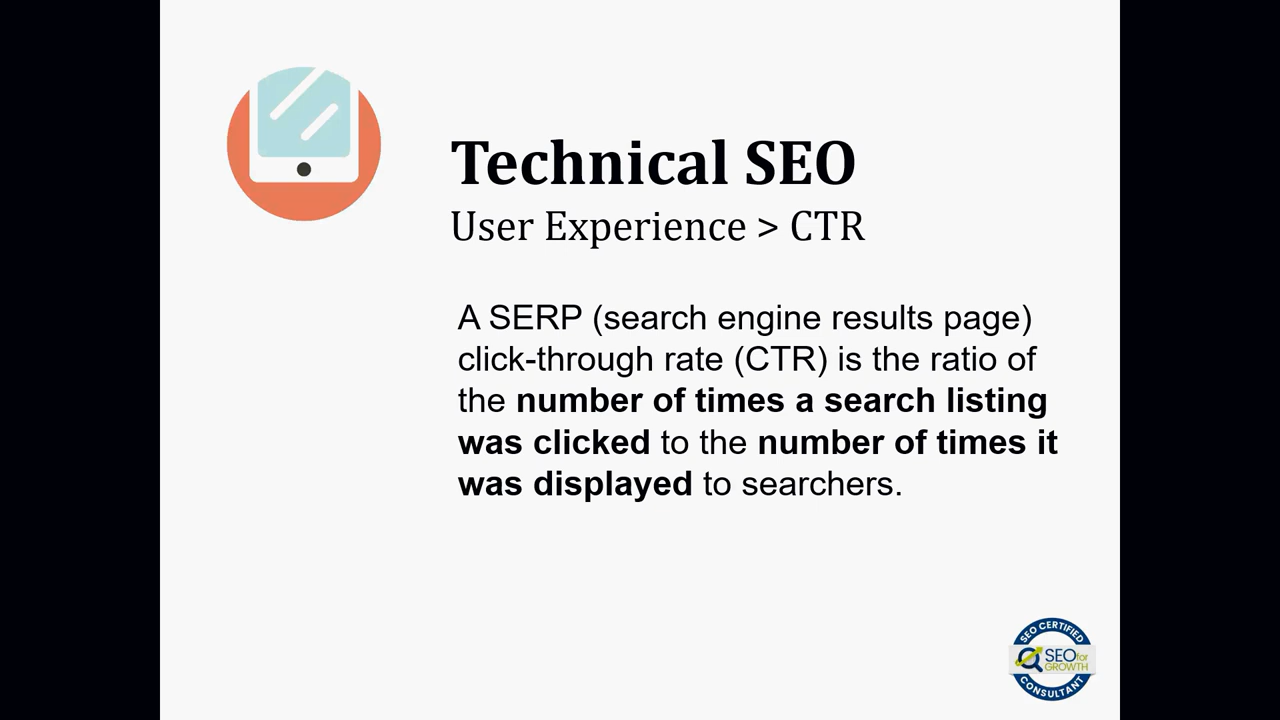 Technical SEO
User Experience > CTR
A SERP (search engine results page)
click-through rate (CTR) is the ratio of
the number of times a search listing
was clicked to the number of times it
was displayed to searchers.
SEO CERTIFIED
SEO for
GROWTH
CONSULTANT